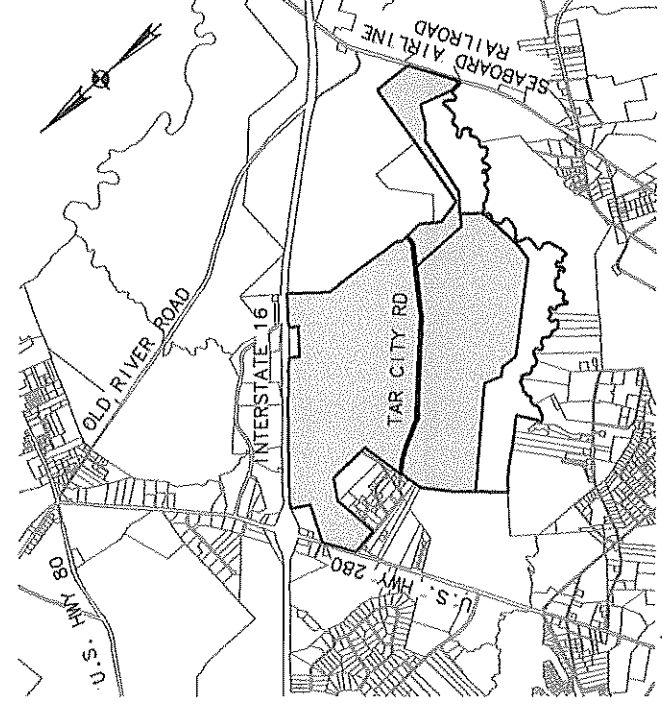 SEABOARD AIRLINE
RAILROAD
OLD RIVER ROAD
INTERSTATE 16
TAR CITY RD
U.S. HWY 280
U.S. HWY 80